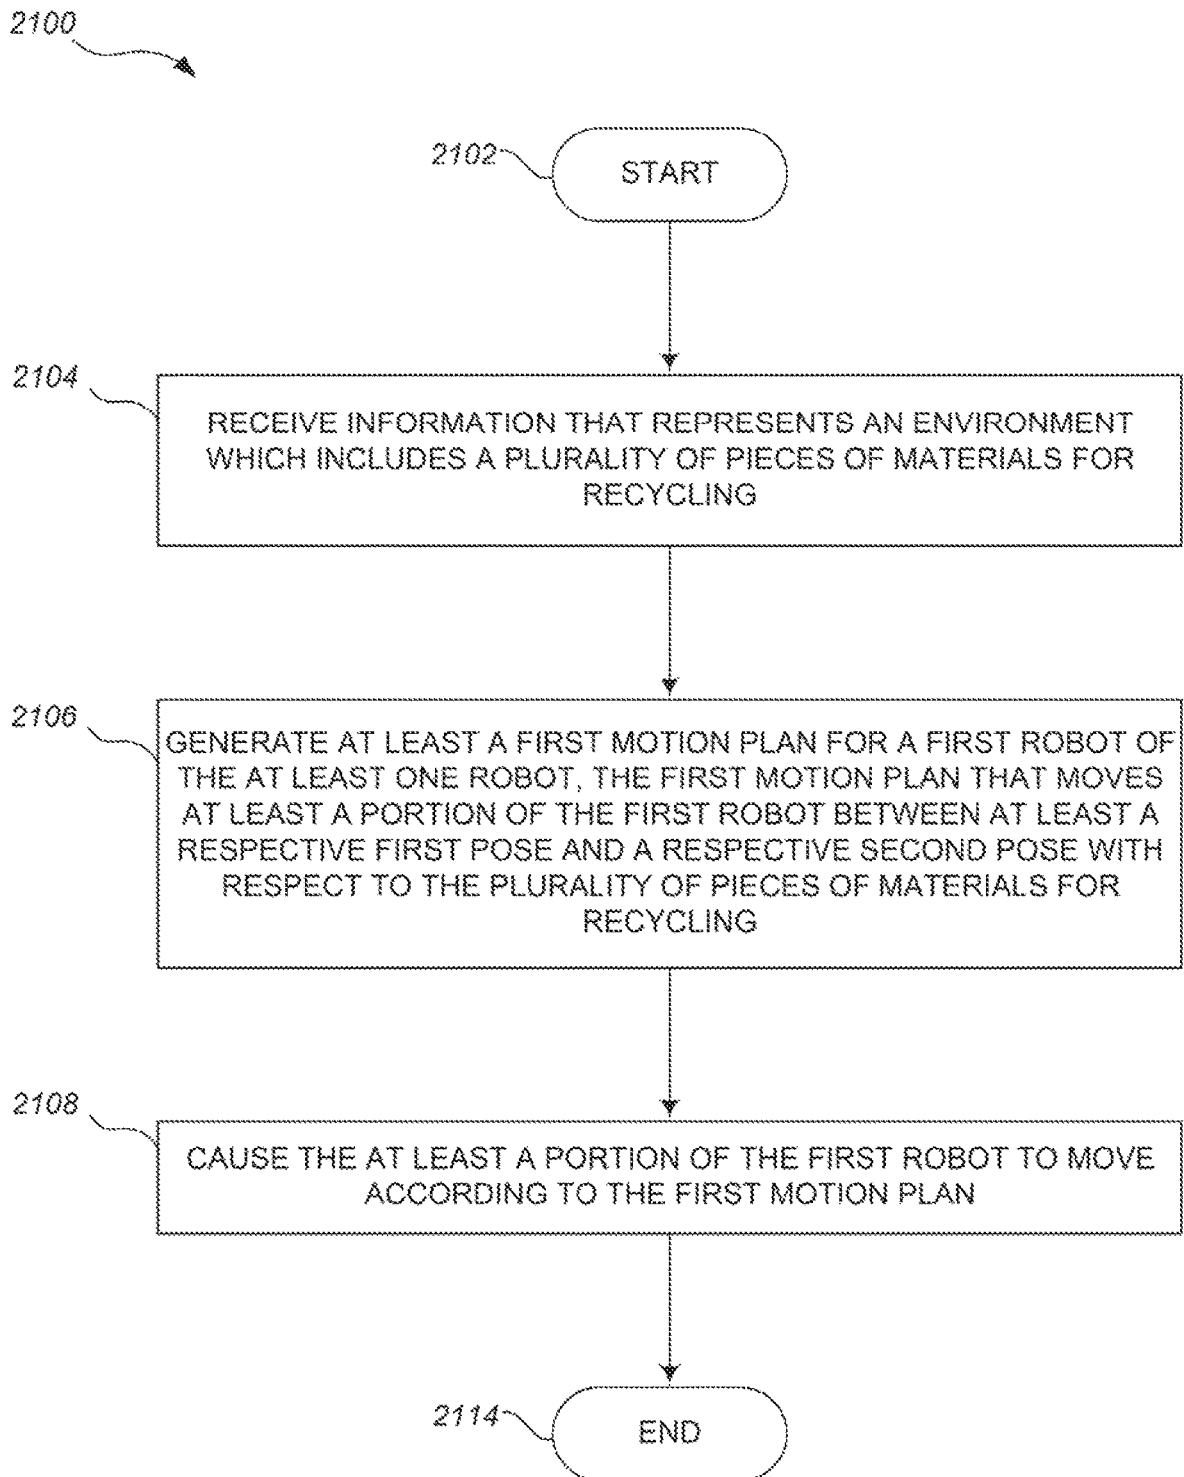 2100
2102
START
2104
RECEIVE INFORMATION THAT REPRESENTS AN ENVIRONMENT
WHICH INCLUDES A PLURALITY OF PIECES OF MATERIALS FOR
RECYCLING
2106
GENERATE AT LEAST A FIRST MOTION PLAN FOR A FIRST ROBOT OF
THE AT LEAST ONE ROBOT, THE FIRST MOTION PLAN THAT MOVES
AT LEAST A PORTION OF THE FIRST ROBOT BETWEEN AT LEAST A
RESPECTIVE FIRST POSE AND A RESPECTIVE SECOND POSE WITH
RESPECT TO THE PLURALITY OF PIECES OF MATERIALS FOR
RECYCLING
2108
CAUSE THE AT LEAST A PORTION OF THE FIRST ROBOT TO MOVE
ACCORDING TO THE FIRST MOTION PLAN
2114
END